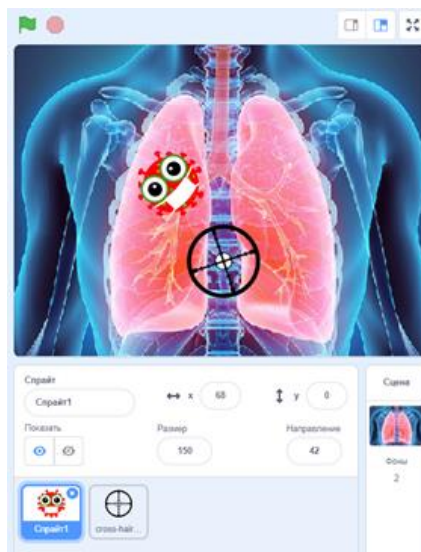 Спрайт
Сцена
Спрайт1
x 68
y 0
Показать
Размер
Направление
150
42
Фоны
2
Спрайт1
cross-hair...